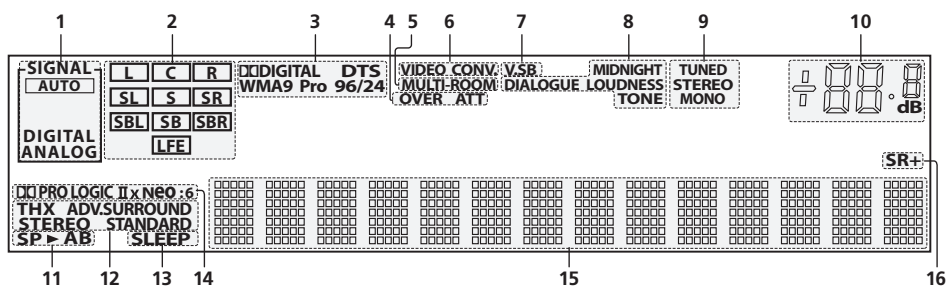 1 2 3 4 5 6 7 8 9 10
SIGNAL
AUTO
DIGITAL
ANALOG
L C R
SL S SR
SBL SB SBR
LFE
DIGITAL DTS
WMA9 Pro 96/24
VIDEO CONV.
MULTI-ROOM
OVER ATT
V.SB
DIALOGUE
MIDNIGHT
LOUDNESS
TONE
TUNED
STEREO
MONO
dB
SR+
PRO LOGIC II x Neo :6
THX ADV.SURROUND
STEREO STANDARD
SP ► AB SLEEP
11 12 13 14 15 16